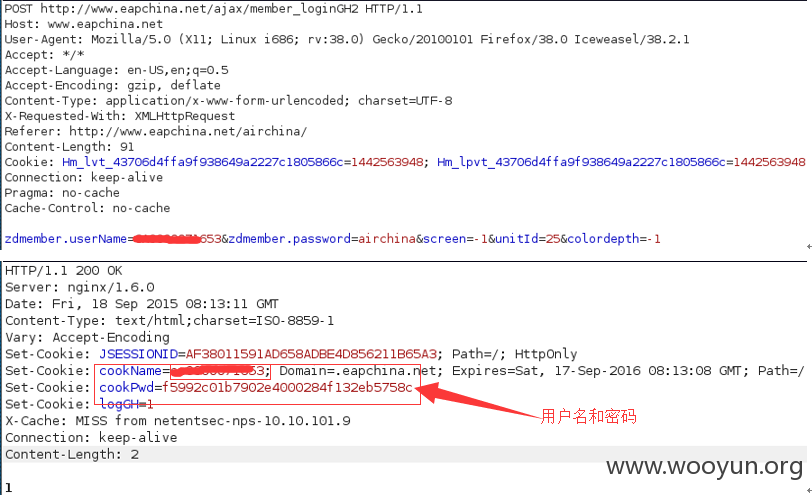 POST http://www.eapchina.net/ajax/member_loginGH2 HTTP/1.1
Host: www.eapchina.net
User-Agent: Mozilla/5.0 (X11; Linux i686; rv:38.0) Gecko/20100101 Firefox/38.0 Iceweasel/38.2.1
Accept: */*
Accept-Language: en-US,en;q=0.5
Accept-Encoding: gzip, deflate
Content-Type: application/x-www-form-urlencoded; charset=UTF-8
X-Requested-With: XMLHttpRequest
Referer: http://www.eapchina.net/airchina/
Content-Length: 91
Cookie: Hm_lvt_43706d4ffa9f938649a2227c1805866c=1442563948; Hm_lpvt_43706d4ffa9f938649a2227c1805866c=1442563948
Connection: keep-alive
Pragma: no-cache
Cache-Control: no-cache
zdmember.userName=653&zdmember.password=airchina&screen=-1&unitId=25&colordepth=-1
HTTP/1.1 200 OK
Server: nginx/1.6.0
Date: Fri, 18 Sep 2015 08:13:11 GMT
Content-Type: text/html;charset=ISO-8859-1
Vary: Accept-Encoding
Set-Cookie: JSESSIONID=AF38011591AD658ADBE4D856211B65A3; Path=/; HttpOnly
Set-Cookie: cookName=53; Domain=.eapchina.net; Expires=Sat, 17-Sep-2016 08:13:08 GMT; Path=/
Set-Cookie: cookPwd=f5992c01b7902e4000284f132eb5758c
Set-Cookie: logGH=1
X-Cache: MISS from netentsec-nps-10.10.101.9
用户名和密码
Connection: keep-alive
Content-Length: 2
www.wooyun.org
1